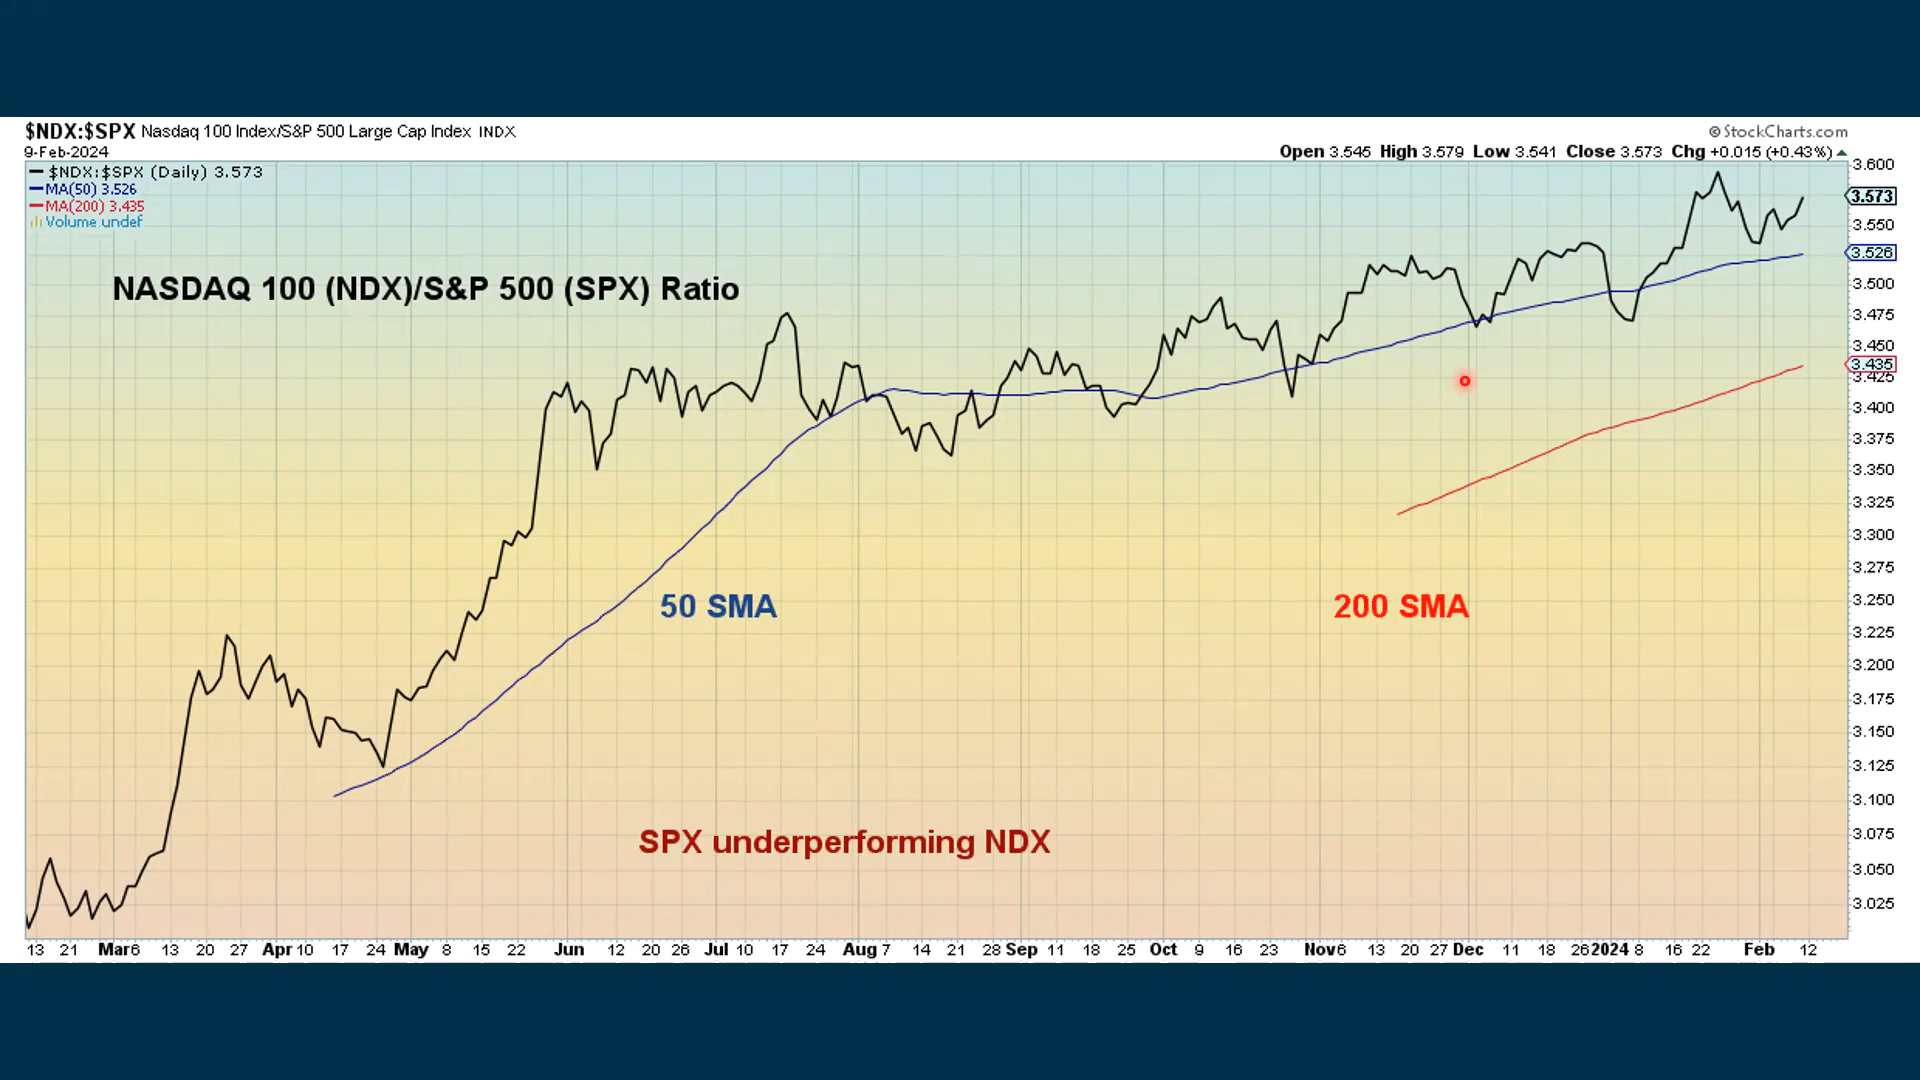 $NDX:$SPX Nasdaq 100 Index/S&P 500 Large Cap Index INDX
© StockCharts.com
9-Feb-2024
Open 3.545 High 3.579 Low 3.541 Close 3.573 Chg +0.015 (+0.43%)
$NDX:$SPX (Daily) 3.573
MA(50) 3.526
MA(200) 3.435
Volume undef
NASDAQ 100 (NDX)/S&P 500 (SPX) Ratio
50 SMA
200 SMA
SPX underperforming NDX
3.600
3.573
3.550
3.526
3.500
3.475
3.450
3.435
3.425
3.400
3.375
3.350
3.325
3.300
3.275
3.250
3.225
3.200
3.175
3.150
3.125
3.100
3.075
3.050
3.025
13 21 Mar 6 13 20 27 Apr 10 17 24 May 8 15 22 Jun 12 20 26 Jul 10 17 24 Aug 7 14 21 28 Sep 11 18 25 Oct 9 16 23 Nov 6 13 20 27 Dec 11 18 26 2024 8 16 22 Feb 12